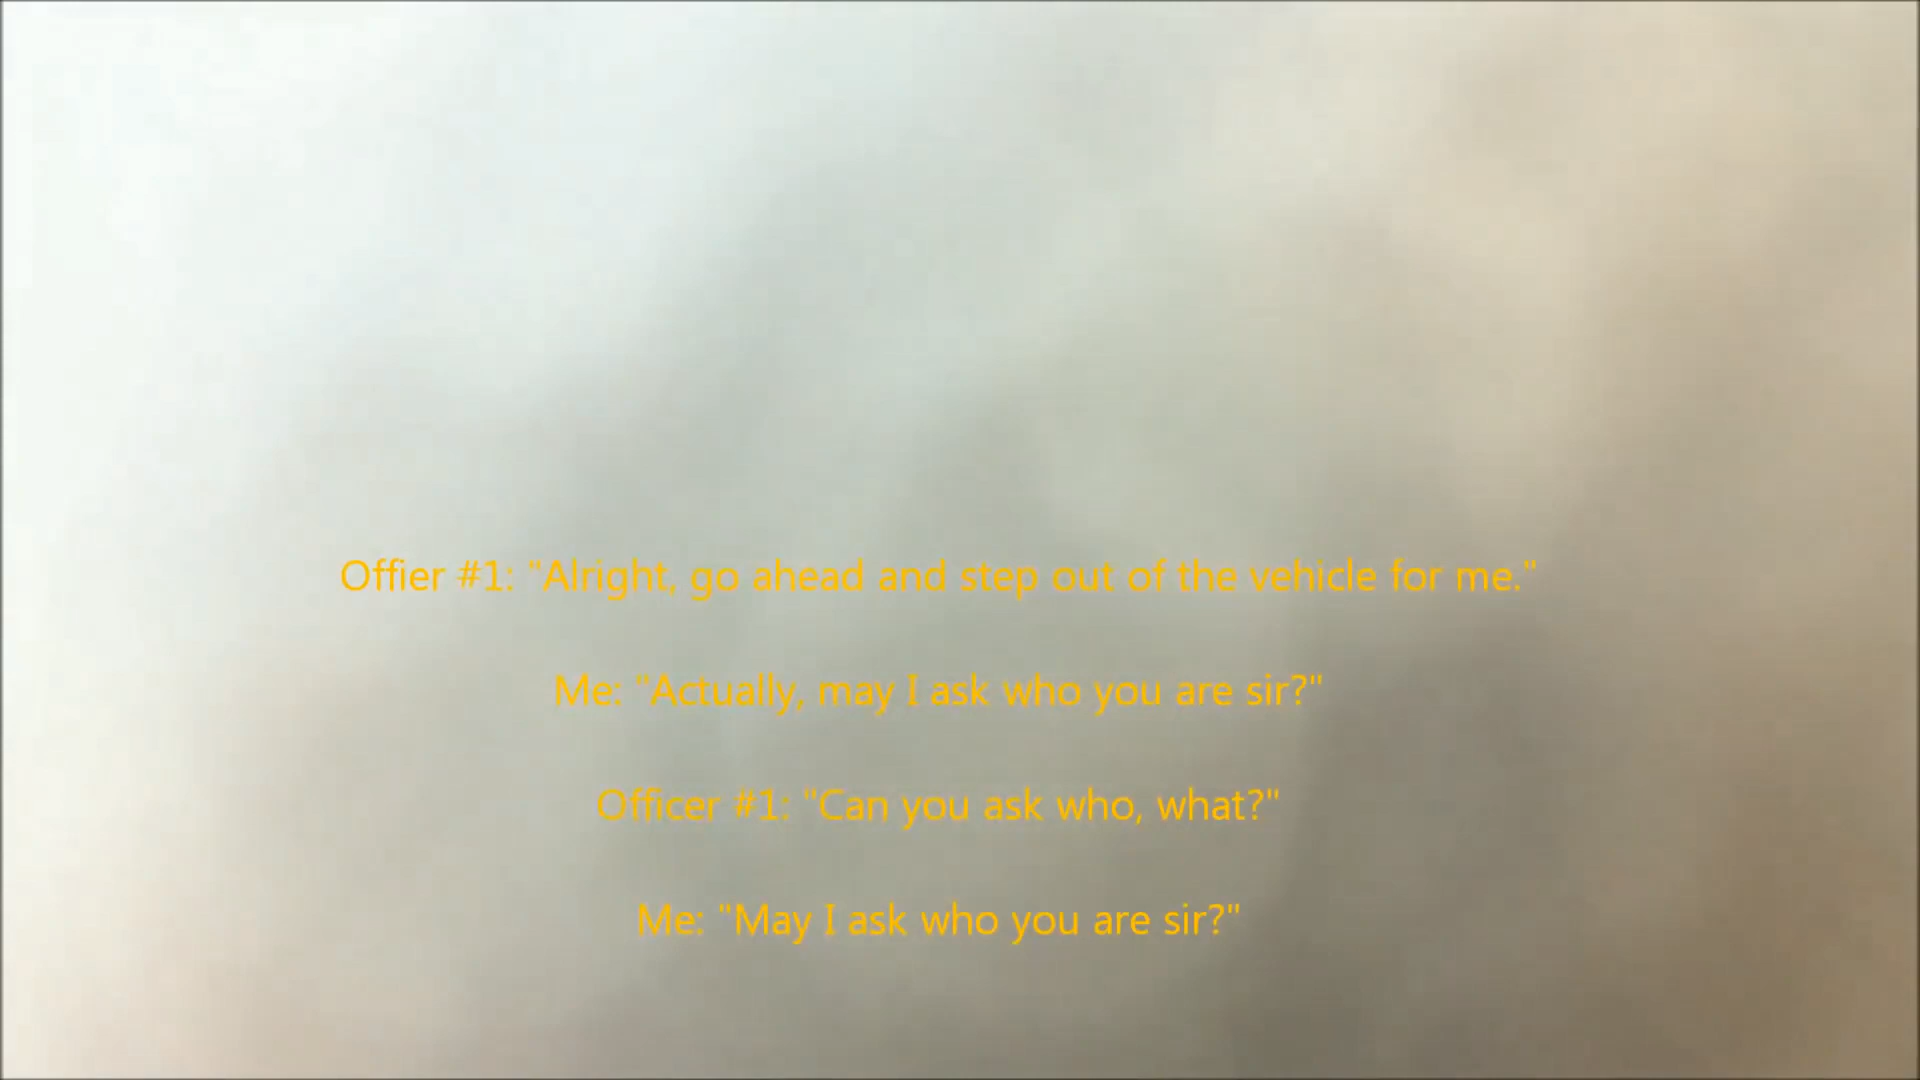 Offier #1: "Alright, go ahead and step out of the vehicle for me."
Me: "Actually, may I ask who you are sir?"
Officer #1: "Can you ask who, what?"
Me: "May I ask who you are sir?"